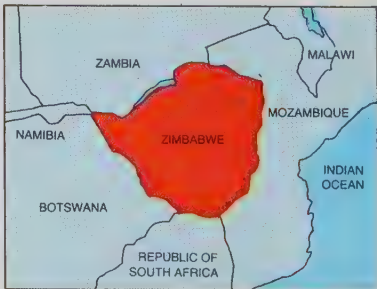 MALAWI
ZAMBIA
MOZAMBIQUE
NAMIBIA
ZIMBABWE
INDIAN
OCEAN
BOTSWANA
REPUBLIC OF
SOUTH AFRICA